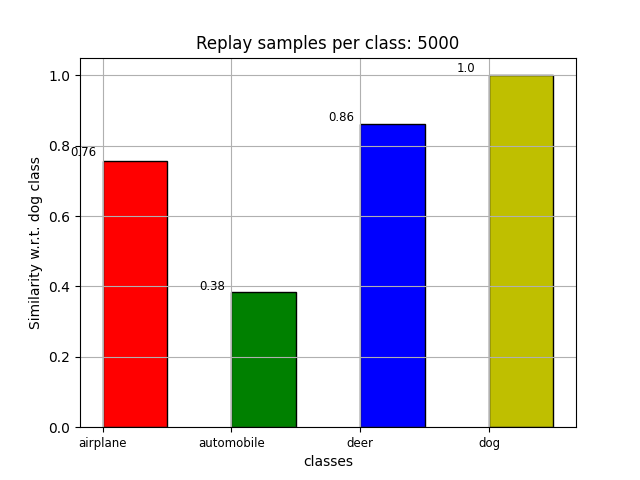 Replay samples per class: 5000
Similarity w.r.t. dog class
1.0
0.8
0.6
0.4
0.2
0.0
0.76
0.38
0.86
1.0
airplane
automobile
deer
dog
classes